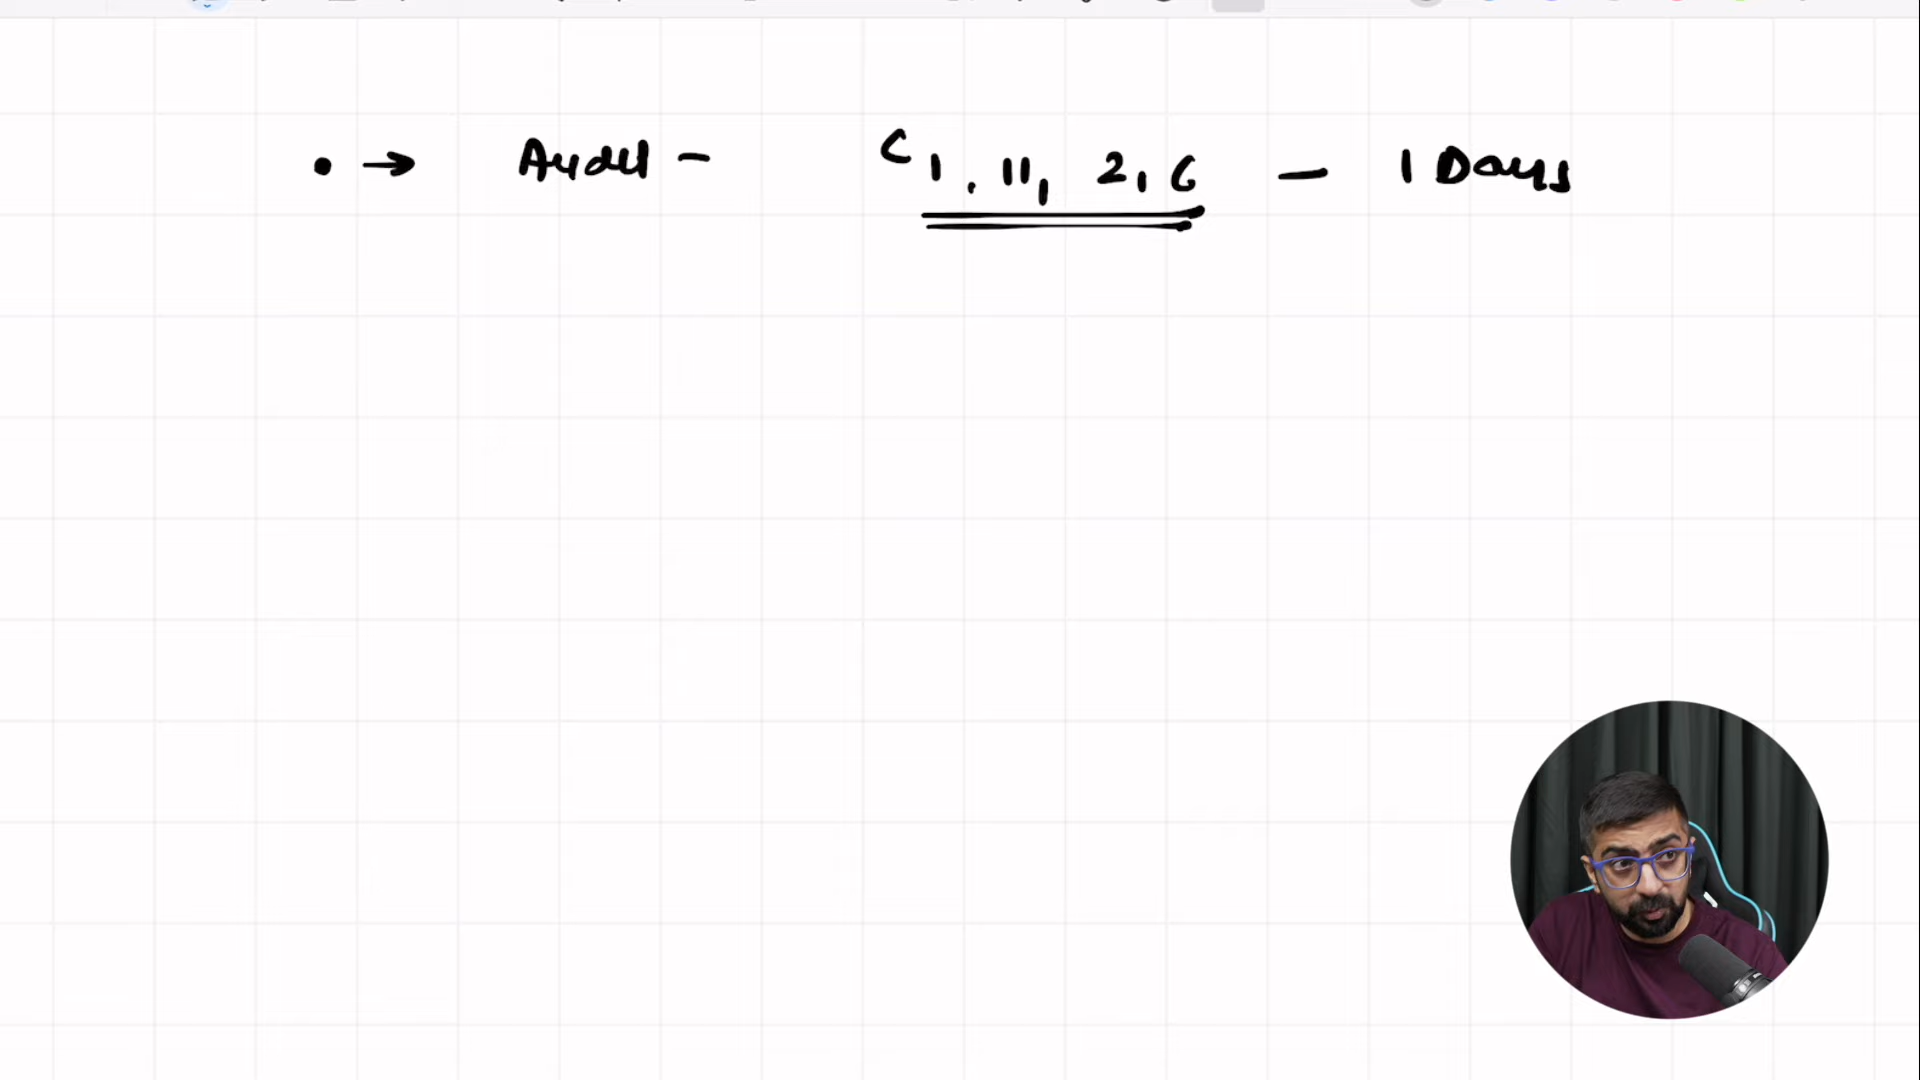 • → Audit - C 1, 11, 2, 6 - 1 Days